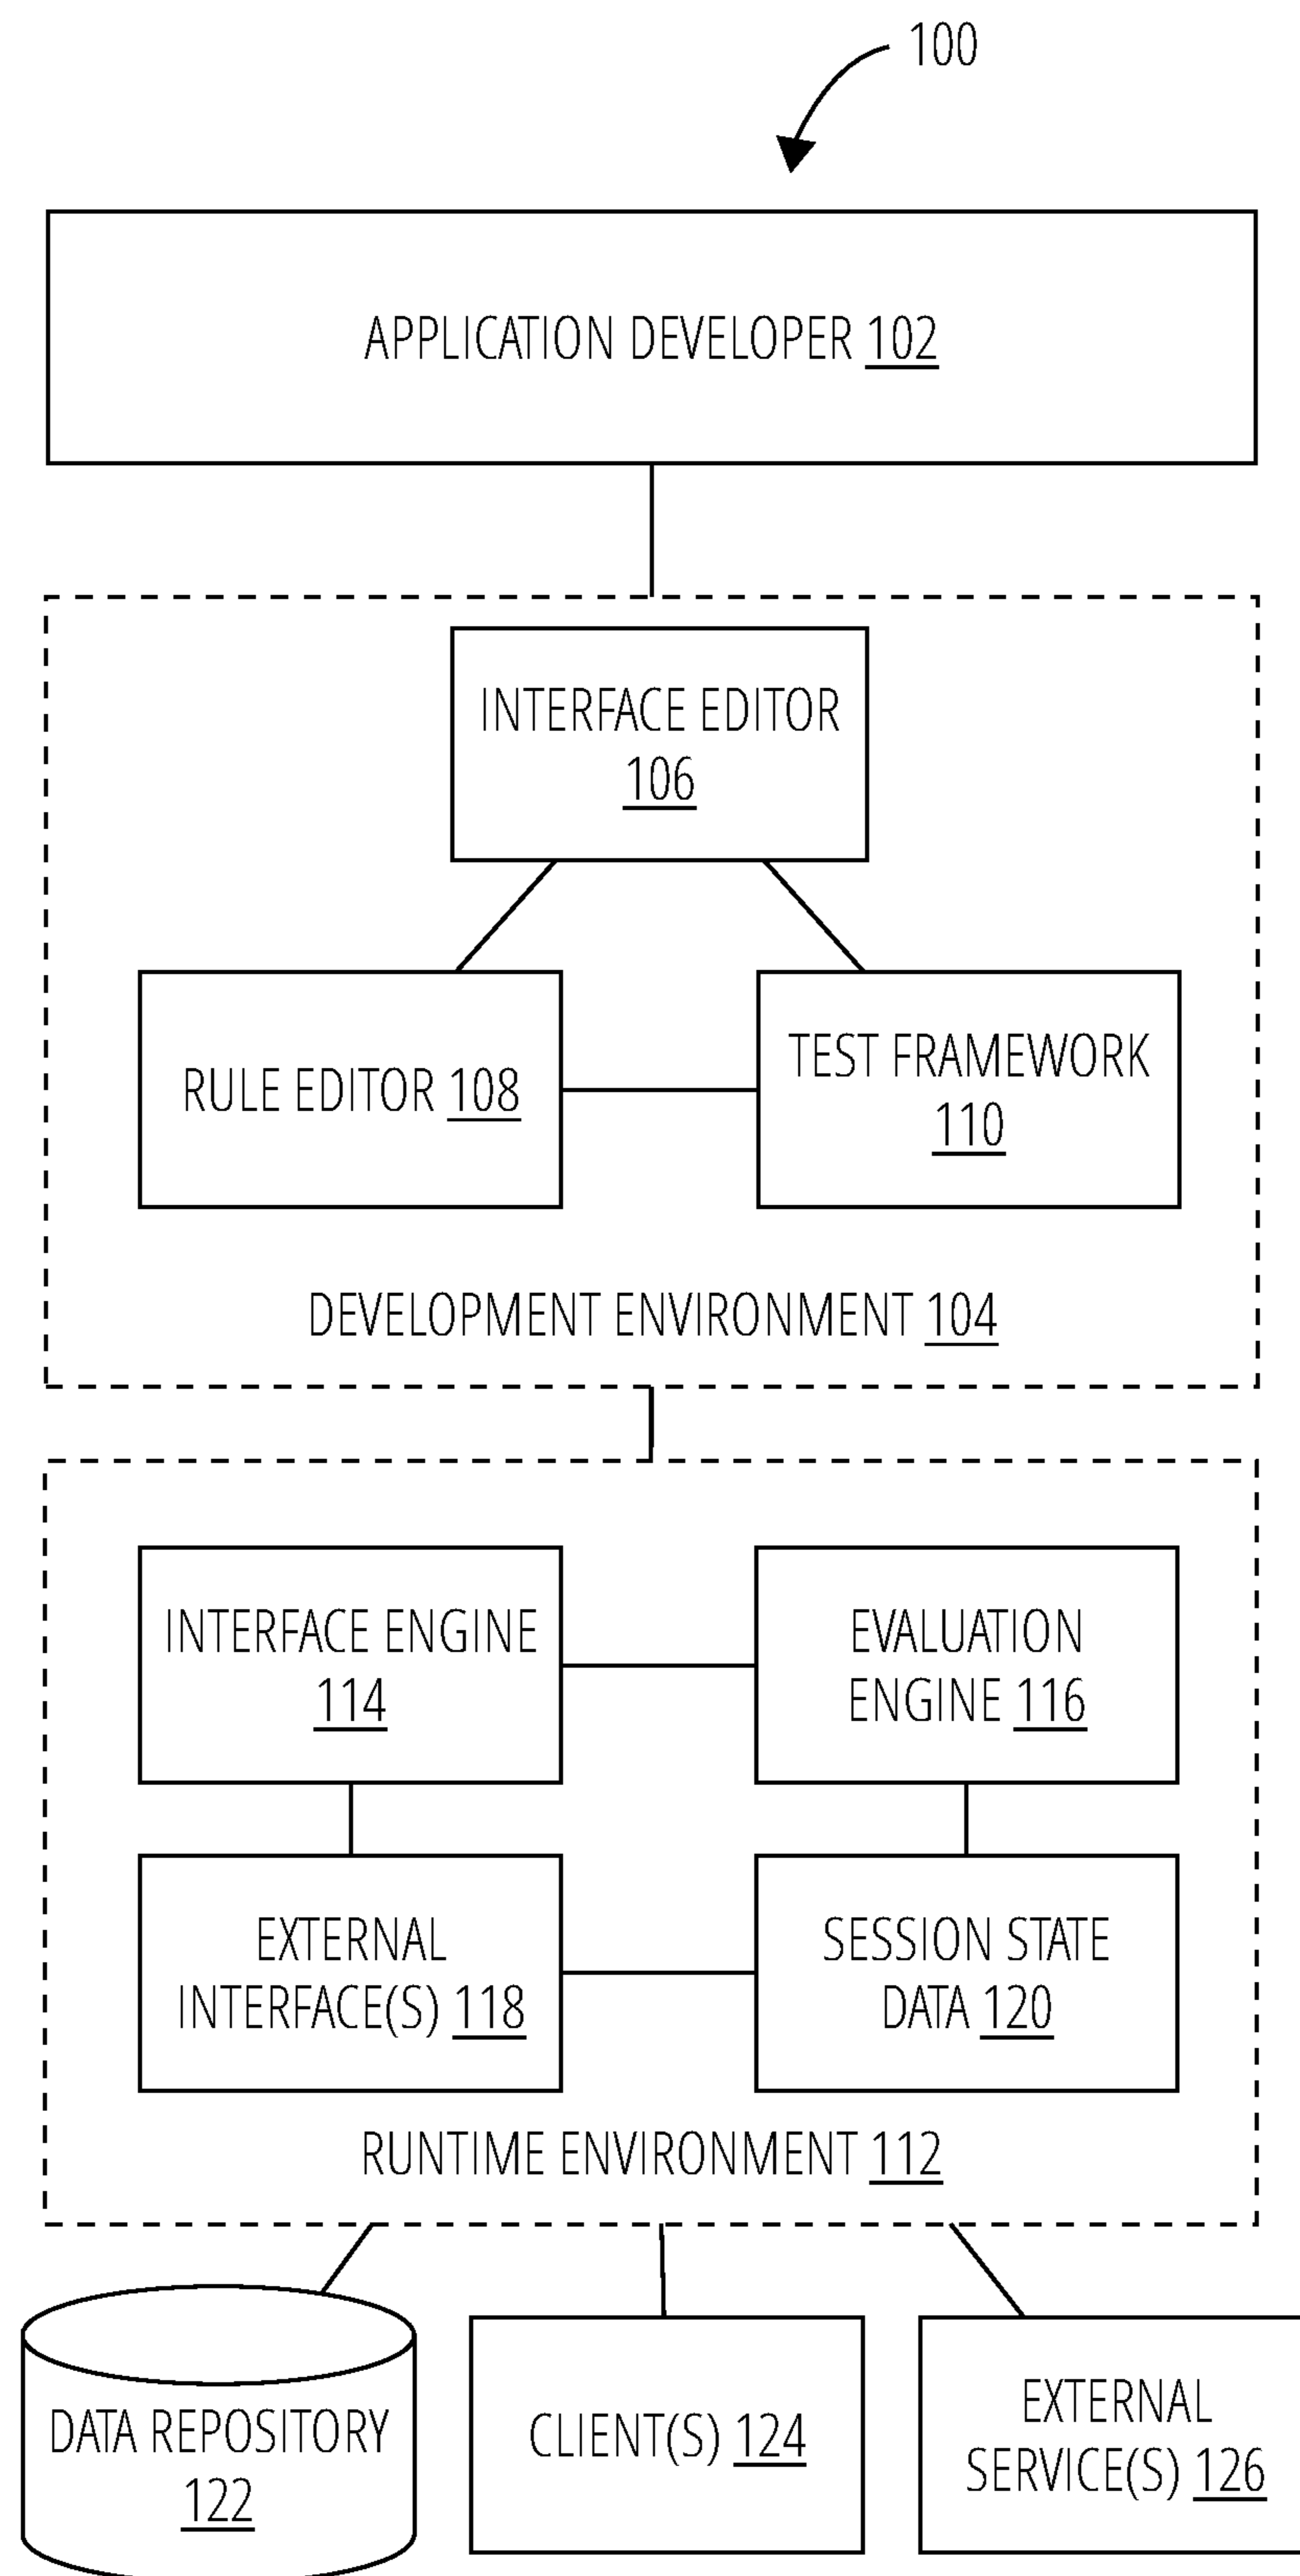 100
APPLICATION DEVELOPER 102
INTERFACE EDITOR
106
RULE EDITOR 108
TEST FRAMEWORK
110
DEVELOPMENT ENVIRONMENT 104
INTERFACE ENGINE
114
EVALUATION
ENGINE 116
EXTERNAL
INTERFACE(S) 118
SESSION STATE
DATA 120
RUNTIME ENVIRONMENT 112
DATA REPOSITORY
122
CLIENT(S) 124
EXTERNAL
SERVICE(S) 126